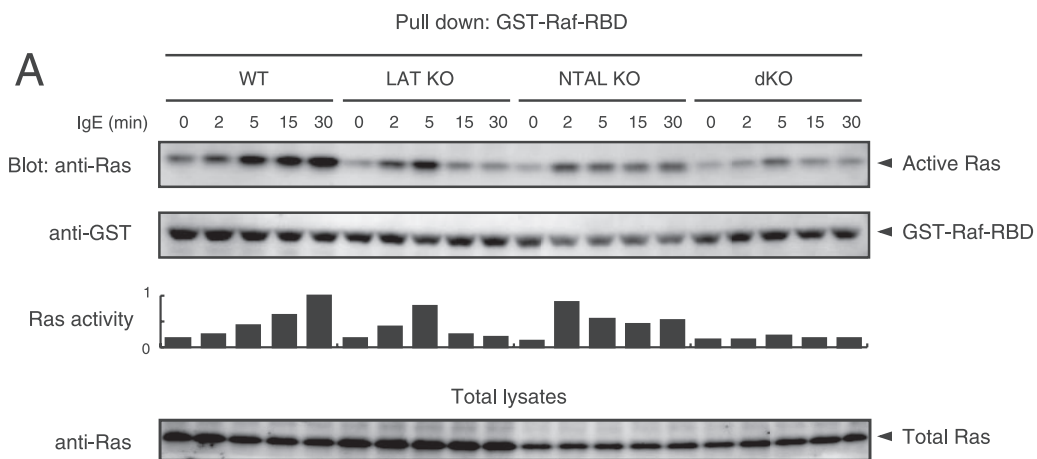 Pull down: GST-Raf-RBD
A
WT LAT KO NTAL KO dKO
IgE (min) 0 2 5 15 30 0 2 5 15 30 0 2 5 15 30 0 2 5 15 30
Blot: anti-Ras Active Ras
anti-GST GST-Raf-RBD
1
Ras activity
0
Total lysates
anti-Ras Total Ras